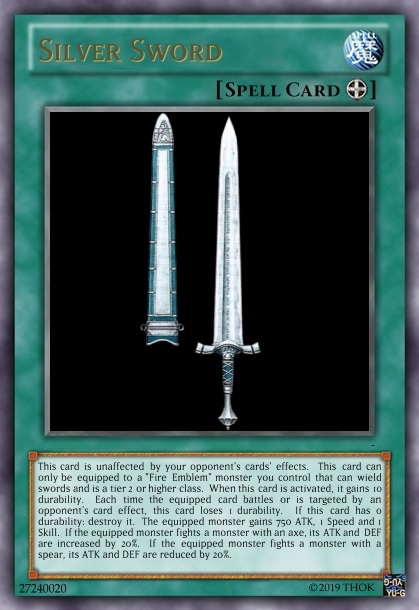 Silver Sword
魔
[Spell Card ]
This card is unaffected by your opponent's cards' effects. This card can
only be equipped to a "Fire Emblem" monster you control that can wield
swords and is a tier 2 or higher class. When this card is activated, it gains 10
durability. Each time the equipped card battles or is targeted by an
opponent's card effect, this card loses 1 durability. If this card has 0
durability: destroy it. The equipped monster gains 750 ATK, 1 Speed and 1
Skill. If the equipped monster fights a monster with an axe, its ATK and DEF
are increased by 20%. If the equipped monster fights a monster with a
spear, its ATK and DEF are reduced by 20%.
27240020
©2019 THOK